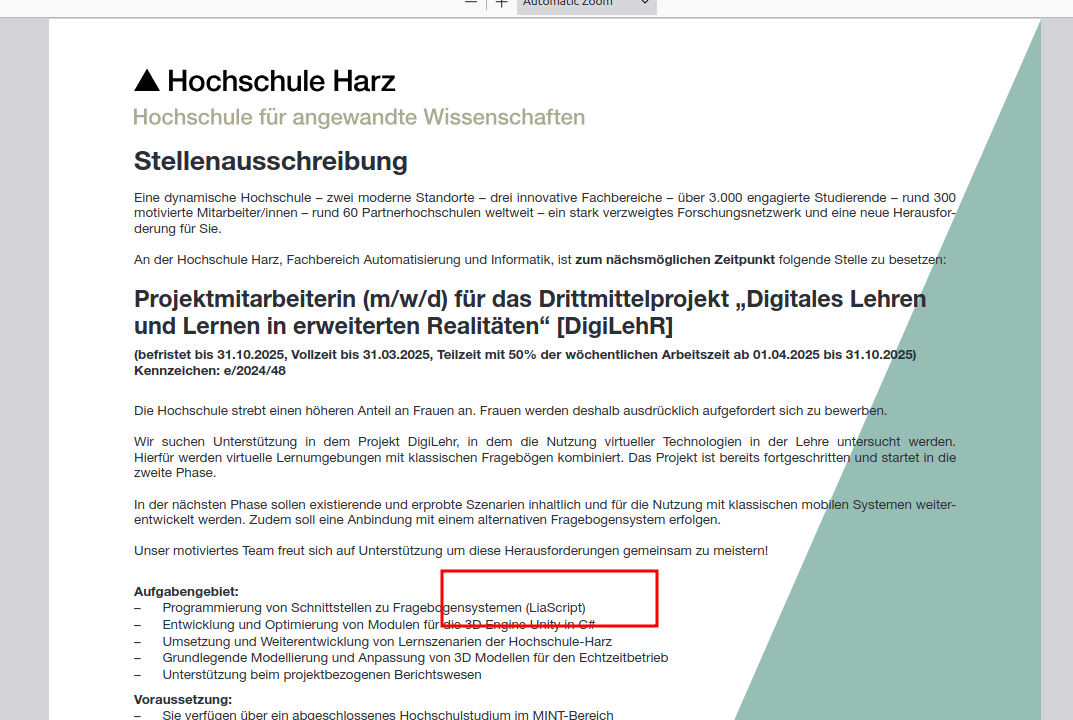 Automatic Zoom
Hochschule Harz
Hochschule für angewandte Wissenschaften
Stellenausschreibung
Eine dynamische Hochschule – zwei moderne Standorte – drei innovative Fachbereiche – über 3.000 engagierte Studierende – rund 300
motivierte Mitarbeiter/innen – rund 60 Partnerhochschulen weltweit – ein stark verzweigtes Forschungsnetzwerk und eine neue Herausfor-
derung für Sie.
An der Hochschule Harz, Fachbereich Automatisierung und Informatik, ist zum nächsmöglichen Zeitpunkt folgende Stelle zu besetzen:
Projektmitarbeiterin (m/w/d) für das Drittmittelprojekt „Digitales Lehren
und Lernen in erweiterten Realitäten“ [DigiLehR]
(befristet bis 31.10.2025, Vollzeit bis 31.03.2025, Teilzeit mit 50% der wöchentlichen Arbeitszeit ab 01.04.2025 bis 31.10.2025)
Kennzeichen: e/2024/48
Die Hochschule strebt einen höheren Anteil an Frauen an. Frauen werden deshalb ausdrücklich aufgefordert sich zu bewerben.
Wir suchen Unterstützung in dem Projekt DigiLehr, in dem die Nutzung virtueller Technologien in der Lehre untersucht werden.
Hierfür werden virtuelle Lernumgebungen mit klassischen Fragebögen kombiniert. Das Projekt ist bereits fortgeschritten und startet in die
zweite Phase.
In der nächsten Phase sollen existierende und erprobte Szenarien inhaltlich und für die Nutzung mit klassischen mobilen Systemen weiter-
entwickelt werden. Zudem soll eine Anbindung mit einem alternativen Fragebogensystem erfolgen.
Unser motiviertes Team freut sich auf Unterstützung um diese Herausforderungen gemeinsam zu meistern!
Aufgabengebiet:
– Programmierung von Schnittstellen zu Fragebogensystemen (LiaScript)
– Entwicklung und Optimierung von Modulen für die 3D Engine Unity in C#
– Umsetzung und Weiterentwicklung von Lernszenarien der Hochschule-Harz
– Grundlegende Modellierung und Anpassung von 3D Modellen für den Echtzeitbetrieb
– Unterstützung beim projektbezogenen Berichtswesen
Voraussetzung:
– Sie verfügen über ein abgeschlossenes Hochschulstudium im MINT-Bereich